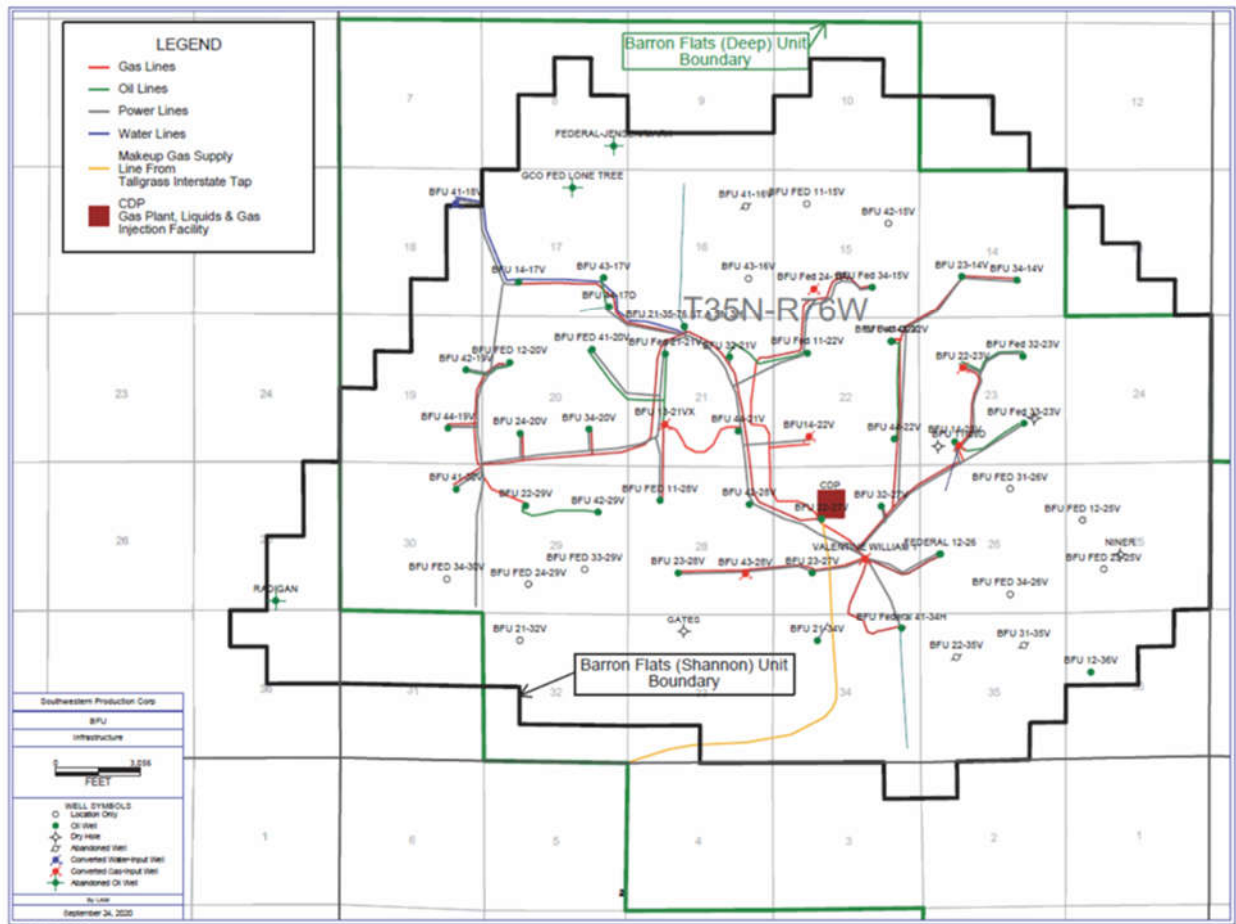 LEGEND
Gas Lines
Oil Lines
Power Lines
Water Lines
Makeup Gas Supply
Line From
Tallgrass Interstate Tap
CDP
Gas Plant, Liquids & Gas
Injection Facility
Barron Flats (Deep) Unit
Boundary
7
8
9
10
12
GCO FED LONE TREE
BFU 41-18V
BFU 41-16V
BFU FED 11-15V
BFU 42-15V
18
17
16
15
14
BFU 14-17V
BFU 43-17V
BFU 43-16V
BFU Fed 34-15V
BFU 23-14V
BFU 34-14V
T35N-R76W
BFU FED 41-20V
BFU FED 12-20V
BFU 42-19V
BFU 32-21V
BFU Fed 11-22V
BFU 22-23V
BFU Fed 32-23V
23
24
19
20
21
22
23
24
BFU 44-19V
BFU 24-20V
BFU 34-20V
BFU 13-21VX
BFU 44-21V
BFU14-22V
BFU 44-22V
BFU Fed 33-23V
BFU 22-29V
BFU 42-29V
BFU FED 11-28V
BFU 42-28V
CDP
BFU 32-27V
BFU FED 31-26V
BFU FED 12-25V
26
30
28
26
25
BFU FED 33-29V
BFU FED 34-30V
BFU FED 24-29V
BFU 23-28V
BFU 43-28V
BFU 23-27V
FEDERAL 12-26
NINER
BFU FED 34-26V
RADIGAN
BFU 21-32V
GATES
BFU 21-34V
BFU Federal 41-34H
BFU 22-35V
BFU 31-35V
BFU 12-36V
Barron Flats (Shannon) Unit
Boundary
31
32
34
35
Southwestern Production Corp
BFU
Infrastructure
0
3,036
FEET
WELL SYMBOLS
Location Only
Oil Well
Dry Hole
Abandoned Well
Converted Water-Input Well
Converted Gas-Input Well
Abandoned Oil Well
September 24, 2020
1
6
5
4
3
2
1